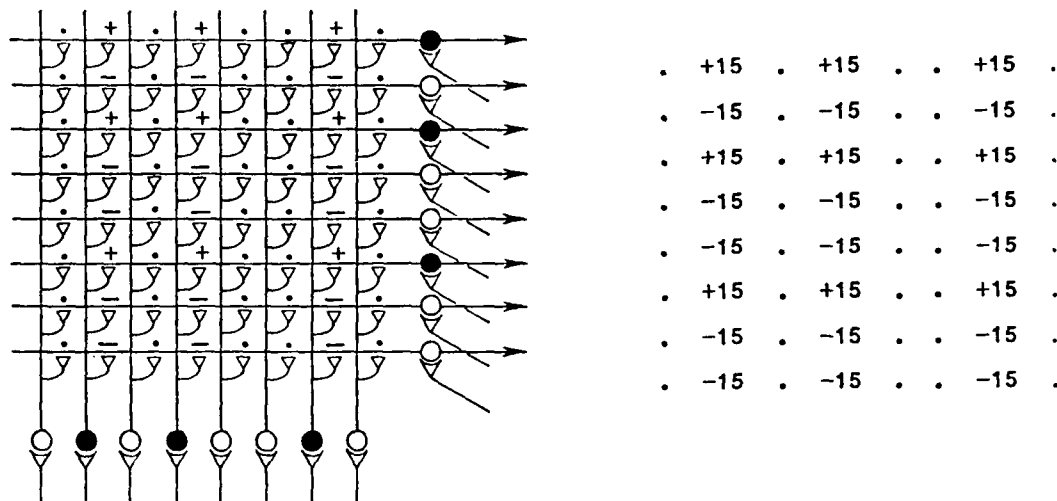 . + . + . . + .
. − . − . . − .
. + . + . . + .
. − . − . . − .
. − . − . . − .
. + . + . . + .
. − . − . . − .
. − . − . . − .
. +15 . +15 . . +15 .
. −15 . −15 . . −15 .
. +15 . +15 . . +15 .
. −15 . −15 . . −15 .
. −15 . −15 . . −15 .
. +15 . +15 . . +15 .
. −15 . −15 . . −15 .
. −15 . −15 . . −15 .